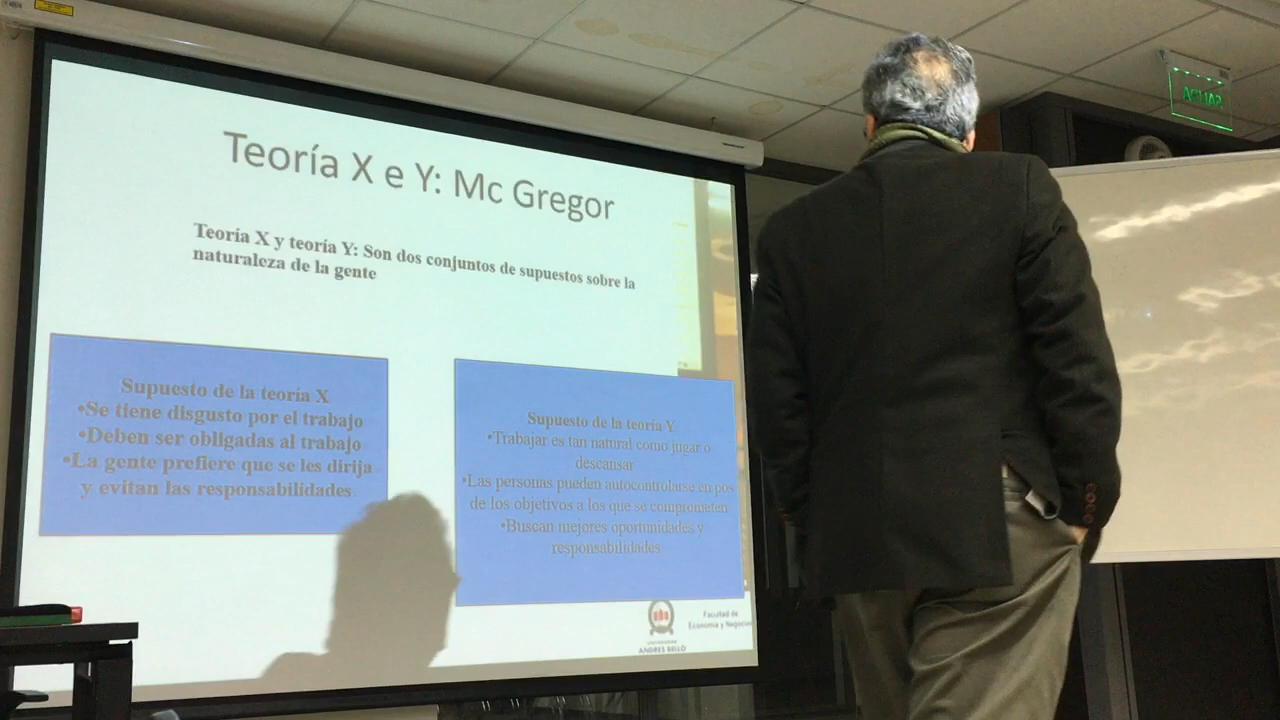 Teoría X e Y: Mc Gregor
Teoría X y teoría Y: Son dos conjuntos de supuestos sobre la
naturaleza de la gente
Supuesto de la teoría X
•Se tiene disgusto por el trabajo
•Deben ser obligadas al trabajo
•La gente prefiere que se les dirija
y evitan las responsabilidades
Supuesto de la teoría Y
•Trabajar es tan natural como jugar o
descansar
•Las personas pueden autocontrolarse en pos
de los objetivos a los que se comprometen
•Buscan mejores oportunidades y
responsabilidades
UNIVERSIDAD
ANDRES BELLO
Facultad de
Economía y Negocios
SALIDA